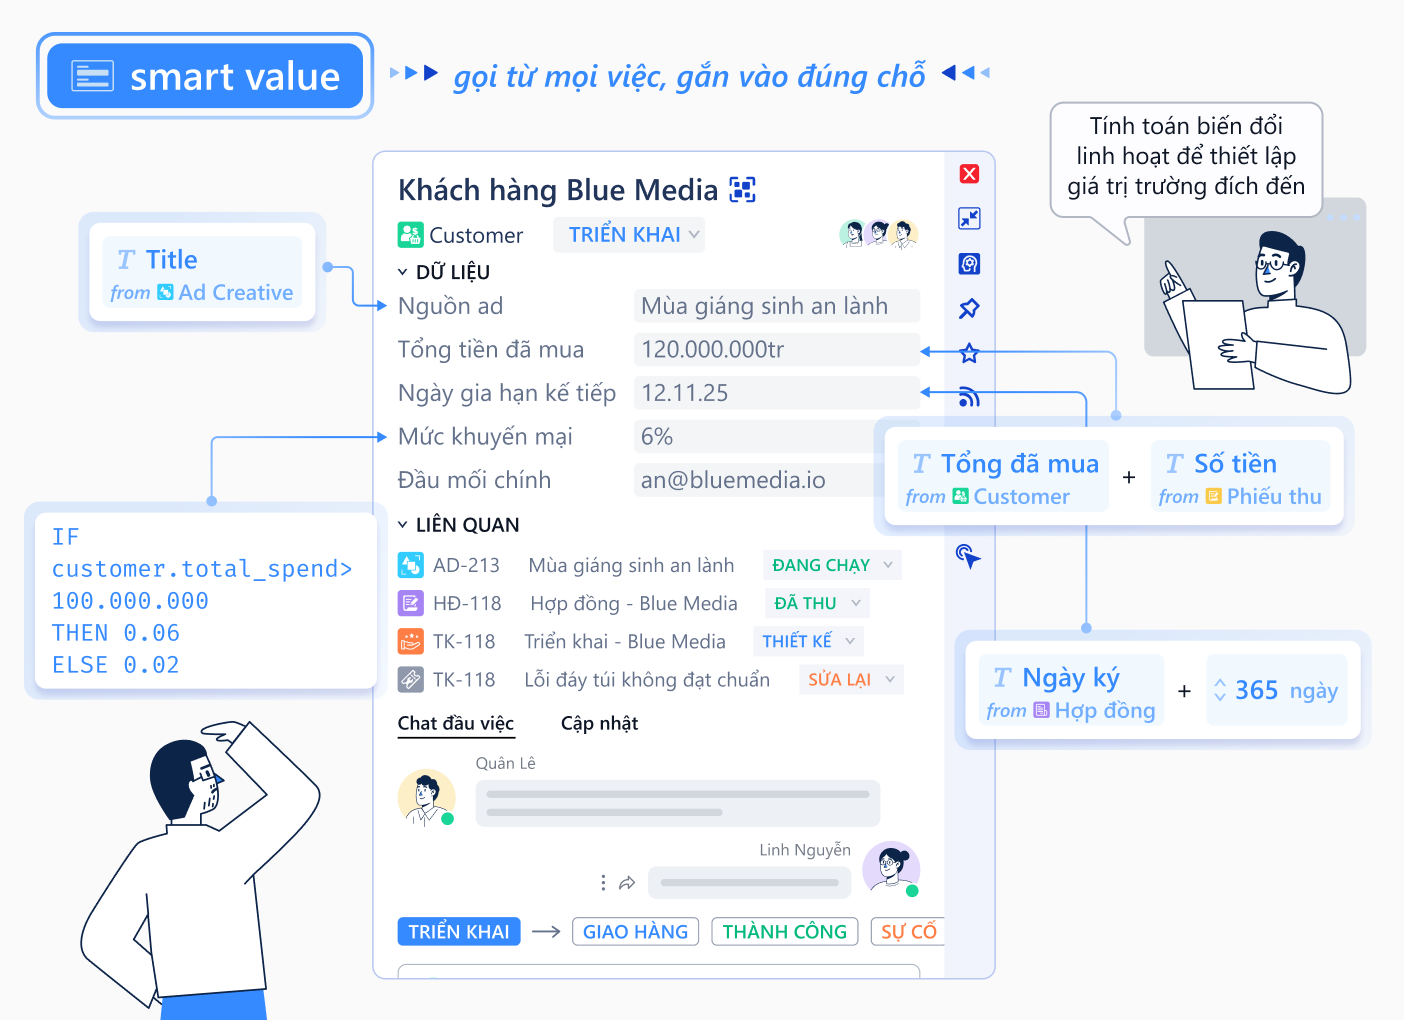 smart value
gọi từ mọi việc, gắn vào đúng chỗ
Tính toán biến đổi
linh hoạt để thiết lập
giá trị trường đích đến
Khách hàng Blue Media
Customer
TRIỂN KHAI
DỮ LIỆU
Nguồn ad
Mùa giáng sinh an lành
Tổng tiền đã mua
120.000.000tr
Ngày gia hạn kế tiếp
12.11.25
Mức khuyến mại
6%
Đầu mối chính
an@bluemedia.io
LIÊN QUAN
AD-213 Mùa giáng sinh an lành ĐANG CHẠY
HĐ-118 Hợp đồng - Blue Media ĐÃ THU
TK-118 Triển khai - Blue Media THIẾT KẾ
TK-118 Lỗi đáy túi không đạt chuẩn SỬA LẠI
Chat đầu việc Cập nhật
Quân Lê
Linh Nguyễn
TRIỂN KHAI → GIAO HÀNG THÀNH CÔNG SỰ CỐ
T Title
from Ad Creative
IF
customer.total_spend>
100.000.000
THEN 0.06
ELSE 0.02
T Tổng đã mua + T Số tiền
from Customer from Phiếu thu
T Ngày ký + 365 ngày
from Hợp đồng